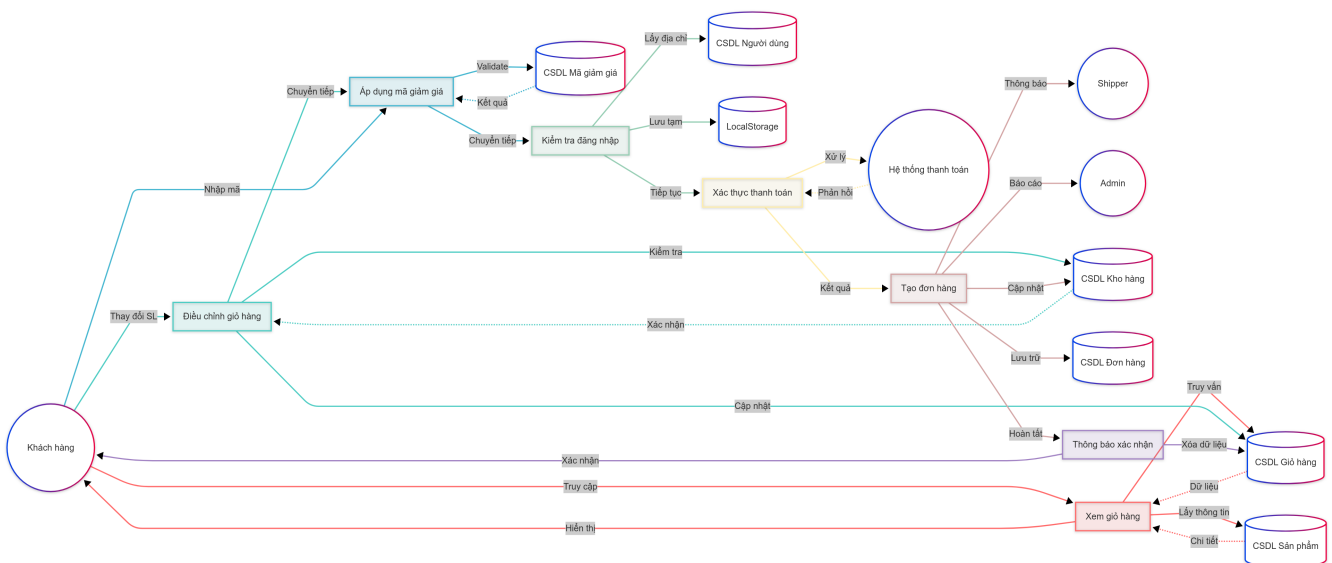 Lấy địa chỉ
CSDL Người dùng
Validate
CSDL Mã giảm giá
Chuyển tiếp
Áp dụng mã giảm giá
Kết quả
Thông báo
Shipper
Lưu tạm
LocalStorage
Chuyển tiếp
Kiểm tra đăng nhập
Xử lý
Hệ thống thanh toán
Nhập mã
Tiếp tục
Xác thực thanh toán
Phản hồi
Báo cáo
Admin
Kiểm tra
CSDL Kho hàng
Kết quả
Tạo đơn hàng
Cập nhật
Thay đổi SL
Điều chỉnh giỏ hàng
Xác nhận
Lưu trữ
CSDL Đơn hàng
Truy vấn
Cập nhật
Hoàn tất
Thông báo xác nhận
Xóa dữ liệu
Khách hàng
Xác nhận
CSDL Giỏ hàng
Truy cập
Dữ liệu
Xem giỏ hàng
Lấy thông tin
Hiển thị
Chi tiết
CSDL Sản phẩm